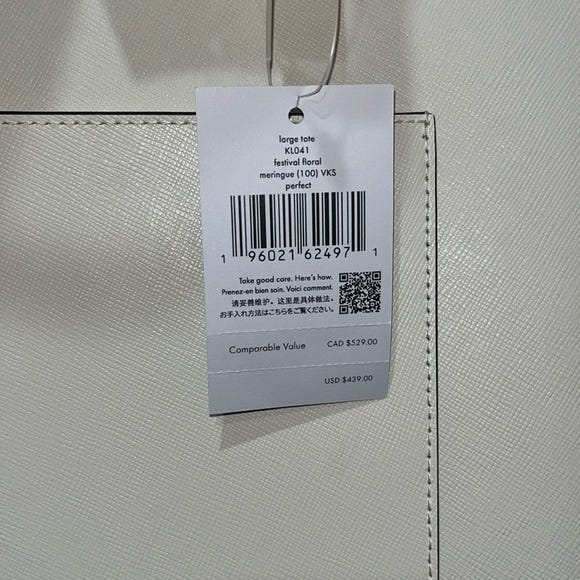 large tote
KL041
festival floral
meringue (100) VKS
perfect
1 96021 62497 1
Take good care. Here's how.
Prenez-en bien soin. Voici comment.
请妥善维护。这里是具体做法。
お手入れ方法はこちらをご覧ください。
Comparable Value CAD $529.00
USD $439.00